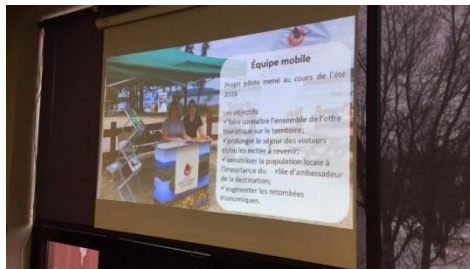 Équipe mobile
Projet pilote mené au cours de l'été
2016
Les objectifs:
✓faire connaître l'ensemble de l'offre
touristique sur le territoire;
✓prolonger le séjour des visiteurs
et/ou les inciter à revenir;
✓sensibiliser la population locale à
l'importance du rôle d'ambassadeur
de la destination;
✓augmenter les retombées
économiques.